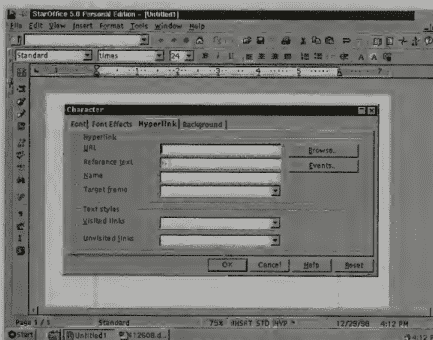 StarOffice 5.0 Personal Edition - [Untitled1]
File Edit View Insert Format Tools Window Help
Standard times 24
Character
Font Font Effects Hyperlink Background
Hyperlink
URL
Browse..
Reference text
Events..
Name
Target frame
Text styles
Visited links
Unvisited links
OK Cancel Help Reset
Page 1 / 1 Standard 75% INSRT STD HYP * 12/29/98 4:12 PM
Start Untitled1